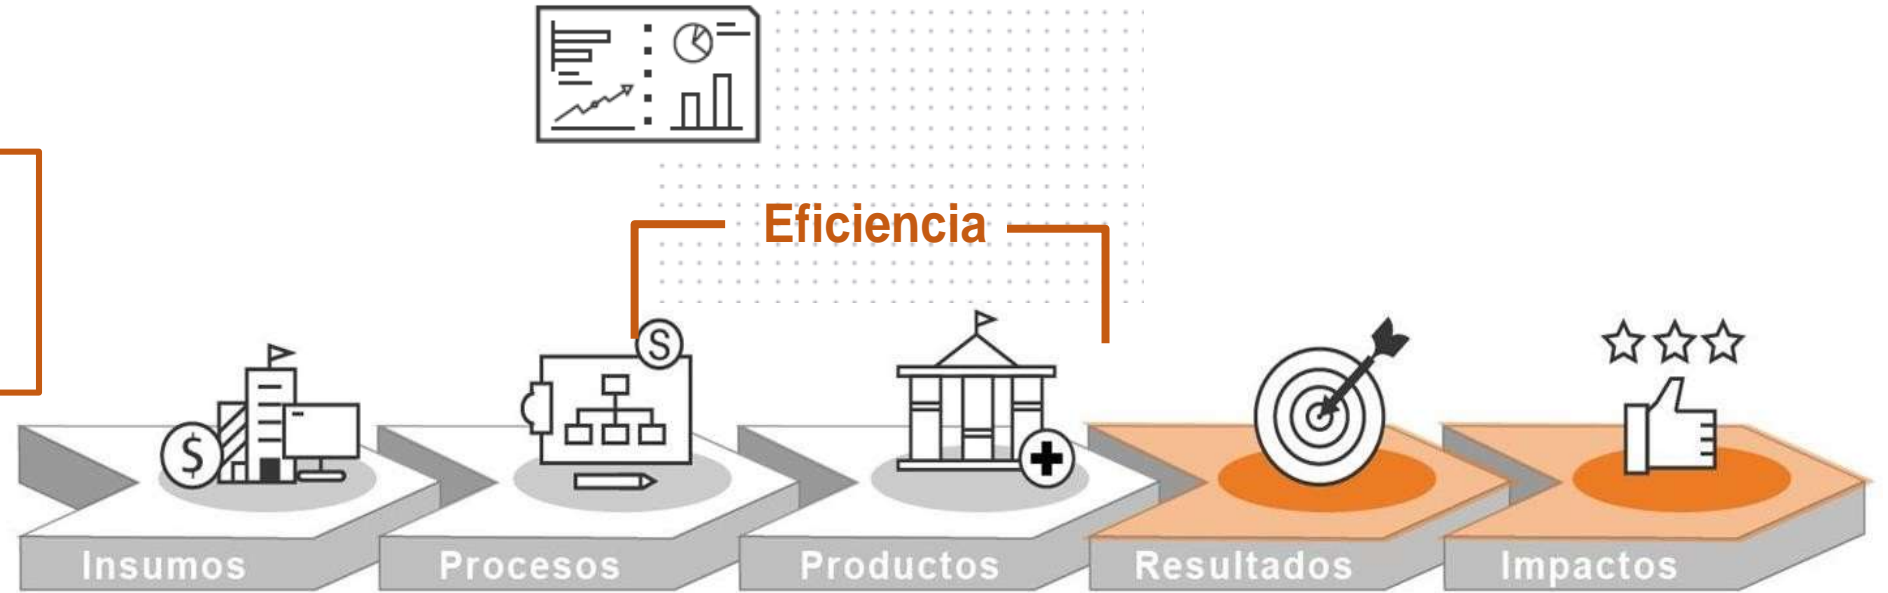 Eficiencia
S
$
Insumos
Procesos
Productos
Resultados
Impactos